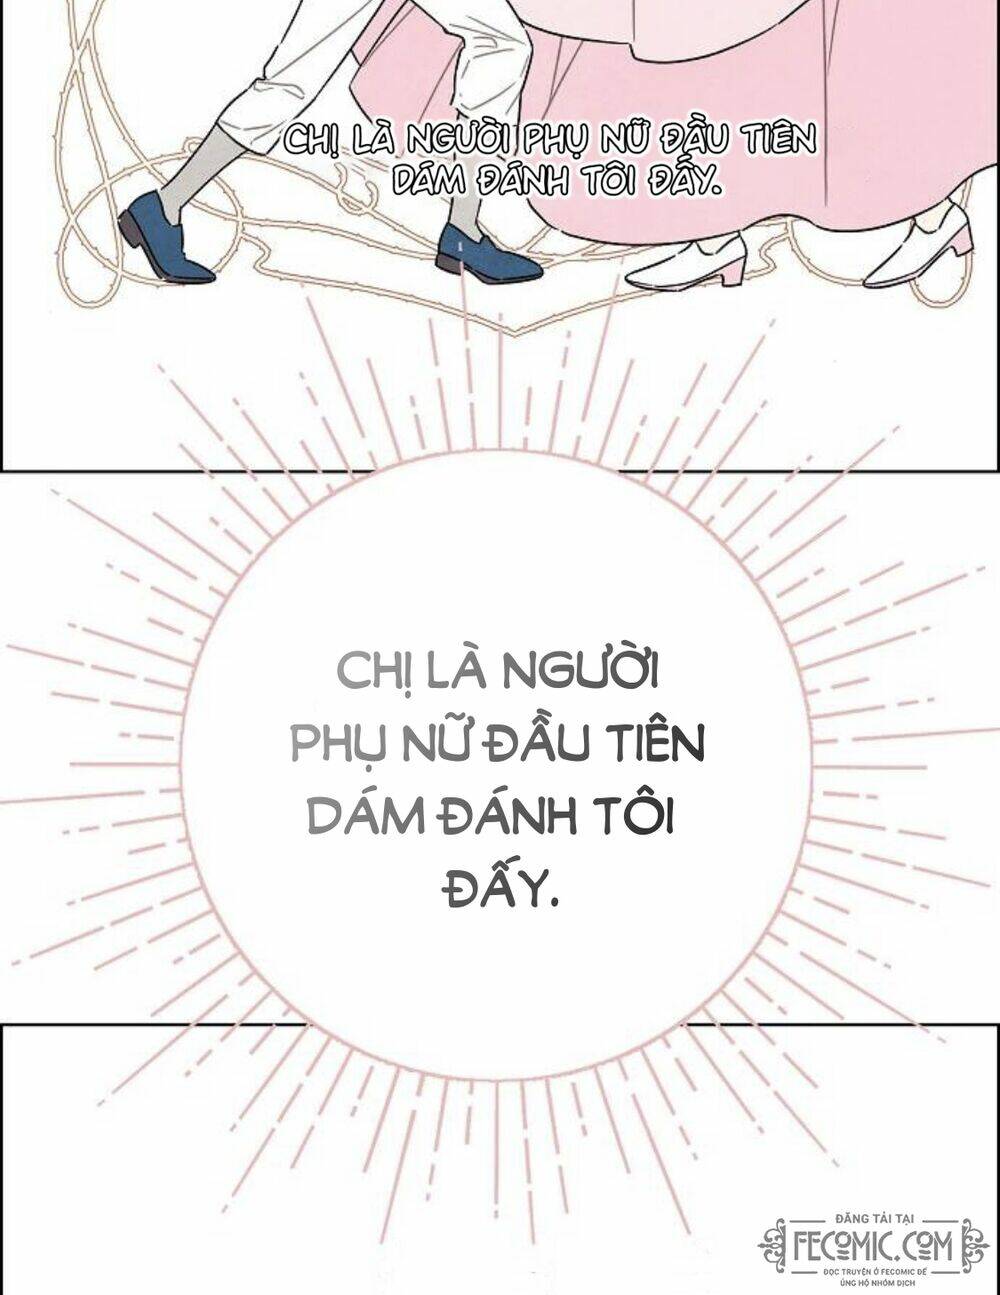 CHỊ LÀ NGƯỜI PHỤ NỮ ĐẦU TIÊN
DÁM ĐÁNH TÔI ĐẤY.
CHỊ LÀ NGƯỜI
PHỤ NỮ ĐẦU TIÊN
DÁM ĐÁNH TÔI
ĐẤY.
ĐĂNG TẢI TẠI
FECOMIC.COM
ĐỌC TRUYỆN Ở FECOMIC ĐỂ
ỦNG HỘ NHÓM DỊCH